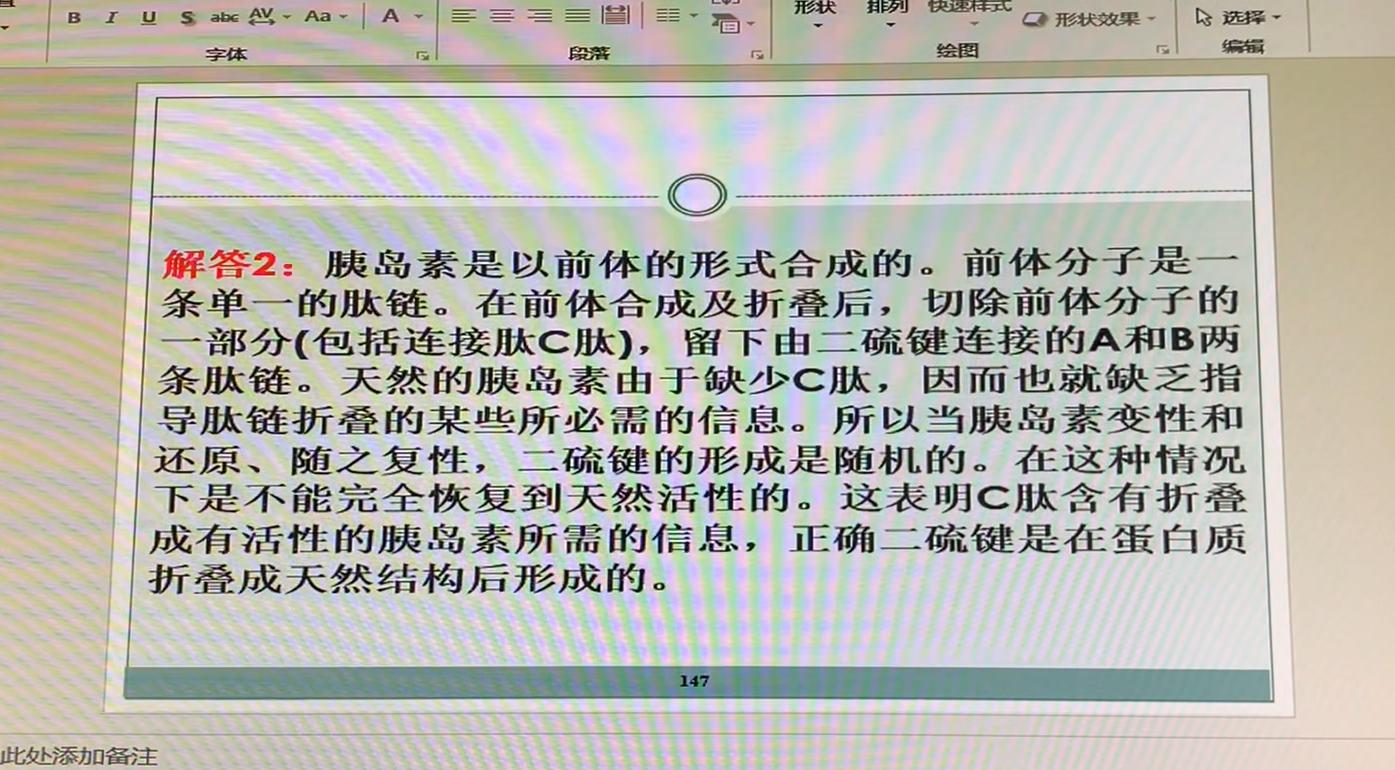 B I U S abc AV Aa A
形状 排列 快速样式 形状效果 选择
字体 段落 绘图 编辑
解答2：胰岛素是以前体的形式合成的。前体分子是一
条单一的肽链。在前体合成及折叠后，切除前体分子的
一部分(包括连接肽C肽)，留下由二硫键连接的A和B两
条肽链。天然的胰岛素由于缺少C肽，因而也就缺乏指
导肽链折叠的某些所必需的信息。所以当胰岛素变性和
还原、随之复性，二硫键的形成是随机的。在这种情况
下是不能完全恢复到天然活性的。这表明C肽含有折叠
成有活性的胰岛素所需的信息，正确二硫键是在蛋白质
折叠成天然结构后形成的。
147
此处添加备注